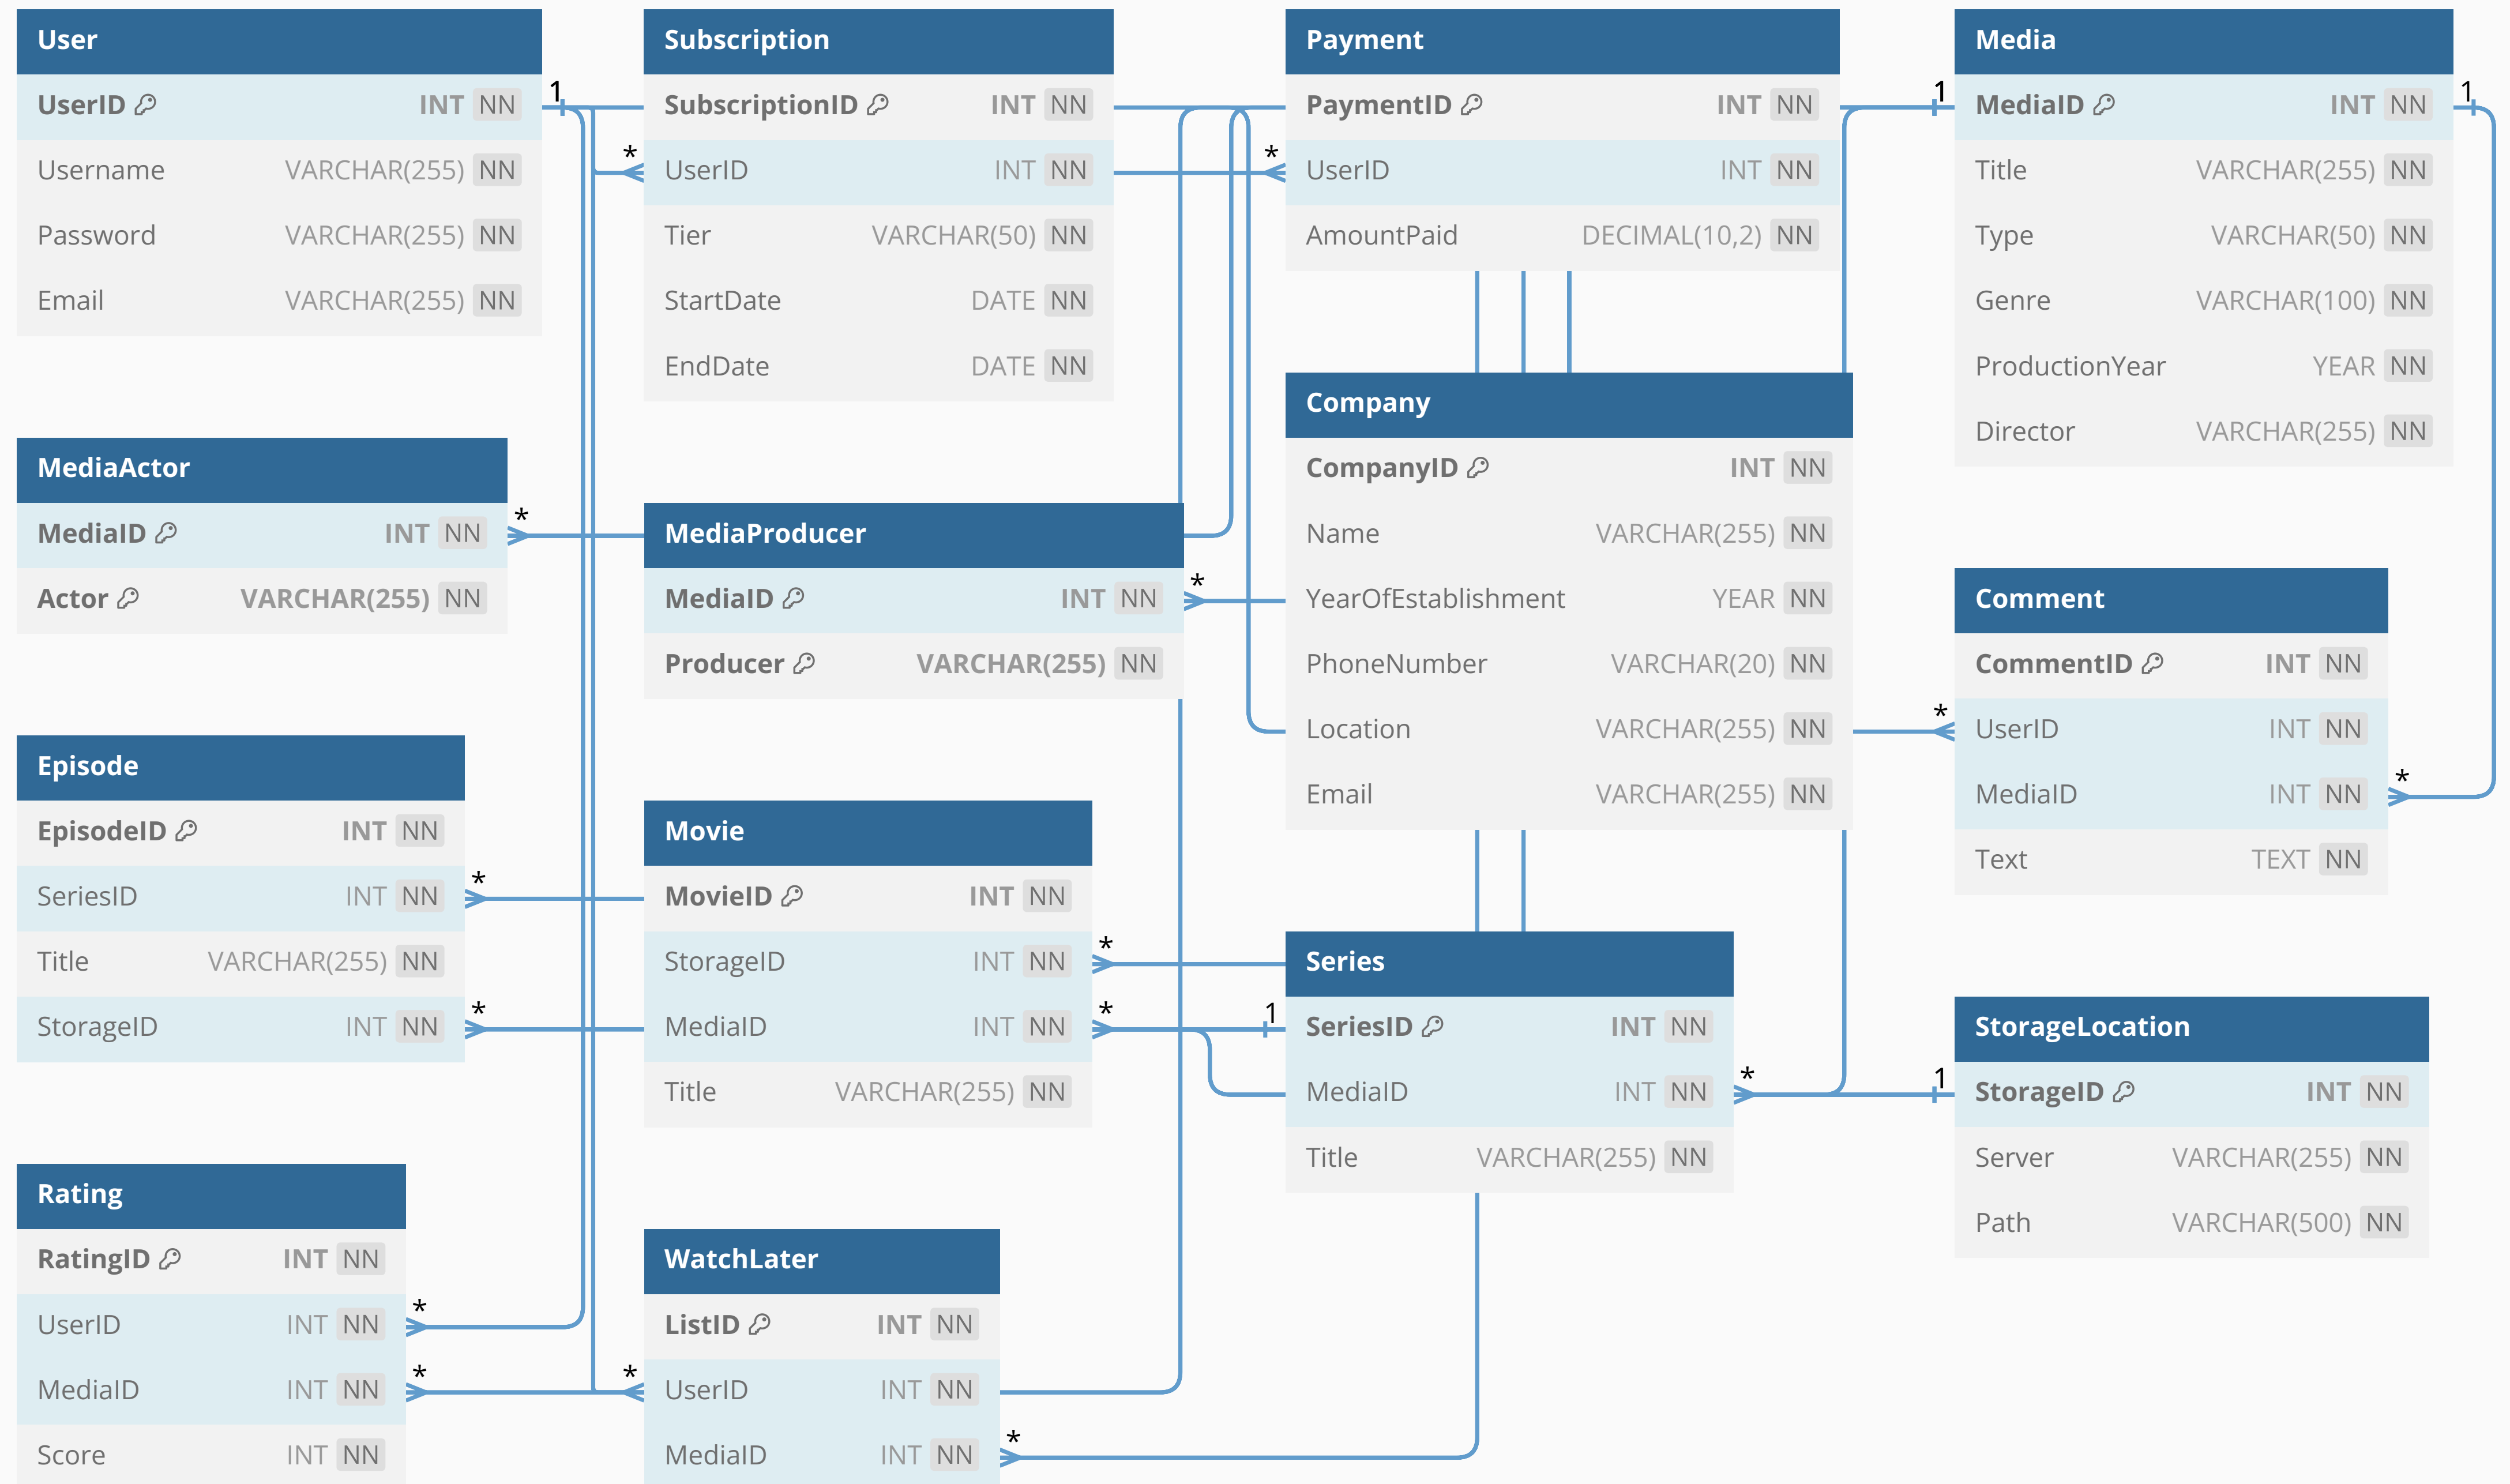 User
UserID INT NN
Username VARCHAR(255) NN
Password VARCHAR(255) NN
Email VARCHAR(255) NN
1
Subscription
SubscriptionID INT NN
* UserID INT NN
Tier VARCHAR(50) NN
StartDate DATE NN
EndDate DATE NN
Payment
PaymentID INT NN
* UserID INT NN
AmountPaid DECIMAL(10,2) NN
Media
1 MediaID INT NN 1
Title VARCHAR(255) NN
Type VARCHAR(50) NN
Genre VARCHAR(100) NN
ProductionYear YEAR NN
Director VARCHAR(255) NN
MediaActor
MediaID INT NN *
Actor VARCHAR(255) NN
MediaProducer
MediaID INT NN *
Producer VARCHAR(255) NN
Company
CompanyID INT NN
Name VARCHAR(255) NN
YearOfEstablishment YEAR NN
PhoneNumber VARCHAR(20) NN
Location VARCHAR(255) NN
Email VARCHAR(255) NN
Comment
CommentID INT NN
* UserID INT NN
MediaID INT NN *
Text TEXT NN
Episode
EpisodeID INT NN
SeriesID INT NN *
Title VARCHAR(255) NN
StorageID INT NN *
Movie
MovieID INT NN
StorageID INT NN *
MediaID INT NN *
Title VARCHAR(255) NN
Series
1 SeriesID INT NN
MediaID INT NN *
Title VARCHAR(255) NN
StorageLocation
1 StorageID INT NN
Server VARCHAR(255) NN
Path VARCHAR(500) NN
Rating
RatingID INT NN
UserID INT NN *
MediaID INT NN *
Score INT NN
WatchLater
ListID INT NN
* UserID INT NN
MediaID INT NN *